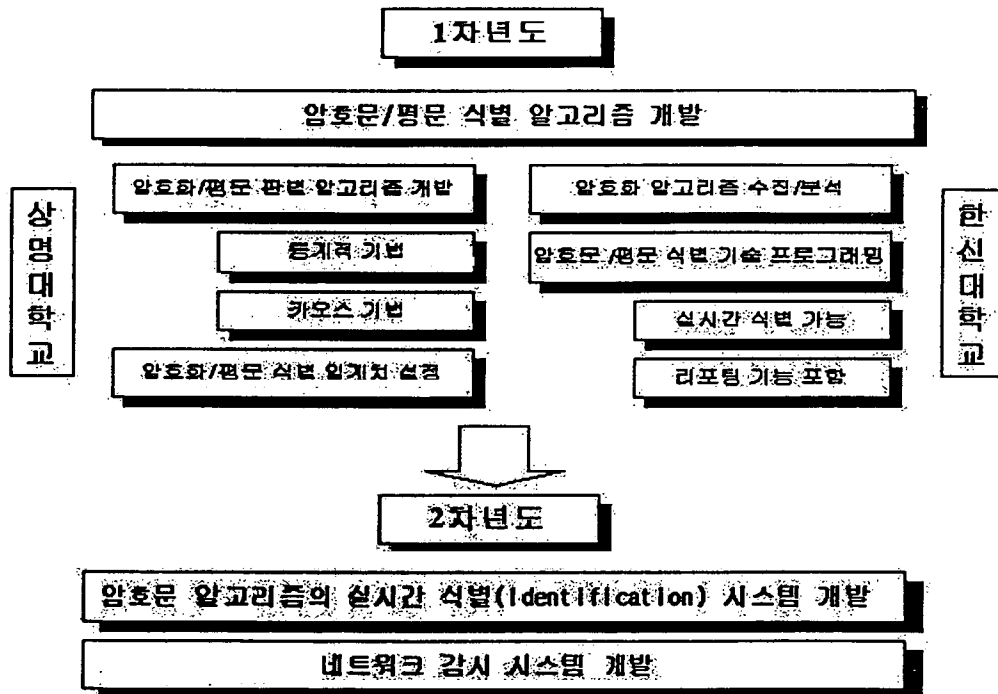 1차년도
암호문/평문 식별 알고리즘 개발
상명대학교
암호화/평문 판별 알고리즘 개발
통계적 기법
카오스 기법
암호화/평문 식별 임계치 설정
암호화 알고리즘 수집/분석
암호문/평문 식별 기술 프로그래밍
실시간 식별 가능
리포팅 기능 포함
한신대학교
2차년도
암호문 알고리즘의 실시간 식별(Identification) 시스템 개발
네트워크 감시 시스템 개발